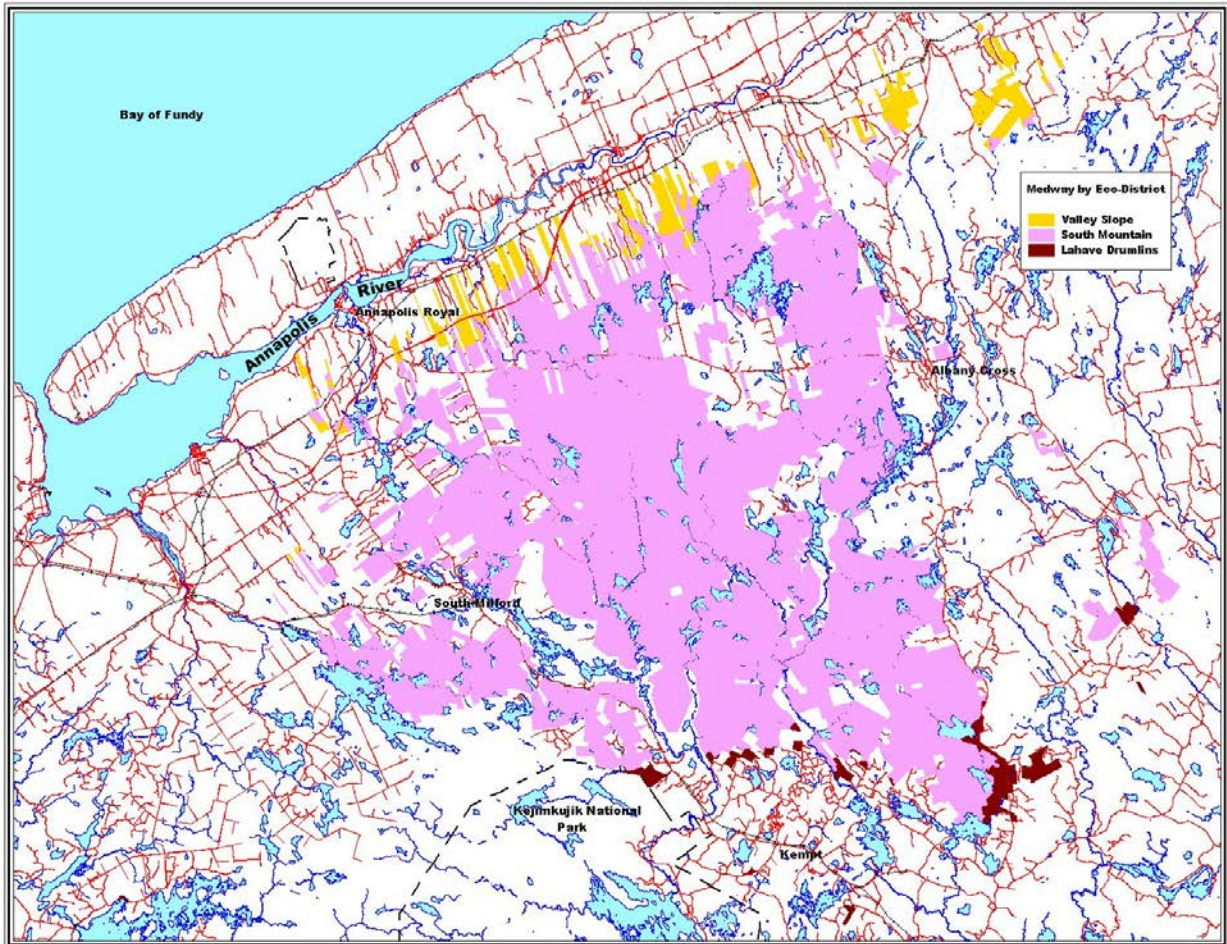 Bay of Fundy
Medway by Eco-District
Valley Slope
South Mountain
Lahave Drumlins
Annapolis River
Annapolis Royal
Albany Cross
South Milford
Kejimkujik National
Park
Kempt